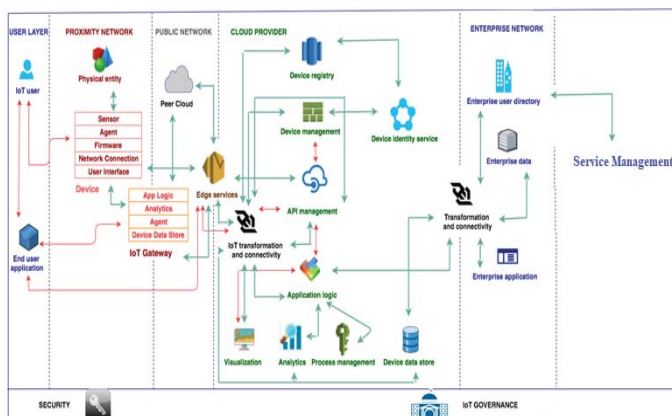 USER LAYER
PROXIMITY NETWORK
PUBLIC NETWORK
CLOUD PROVIDER
ENTERPRISE NETWORK
IoT user
Physical entity
Peer Cloud
Device registry
Enterprise user directory
Sensor
Agent
Firmware
Network Connection
User Interface
Device
Device management
Device identity service
Enterprise data
Service Management
Edge services
App Logic
Analytics
Agent
Device Data Store
IoT Gateway
API management
IoT transformation
and connectivity
Transformation
and connectivity
End user
application
Enterprise application
Application logic
Visualization
Analytics
Process management
Device data store
SECURITY
IoT GOVERNANCE